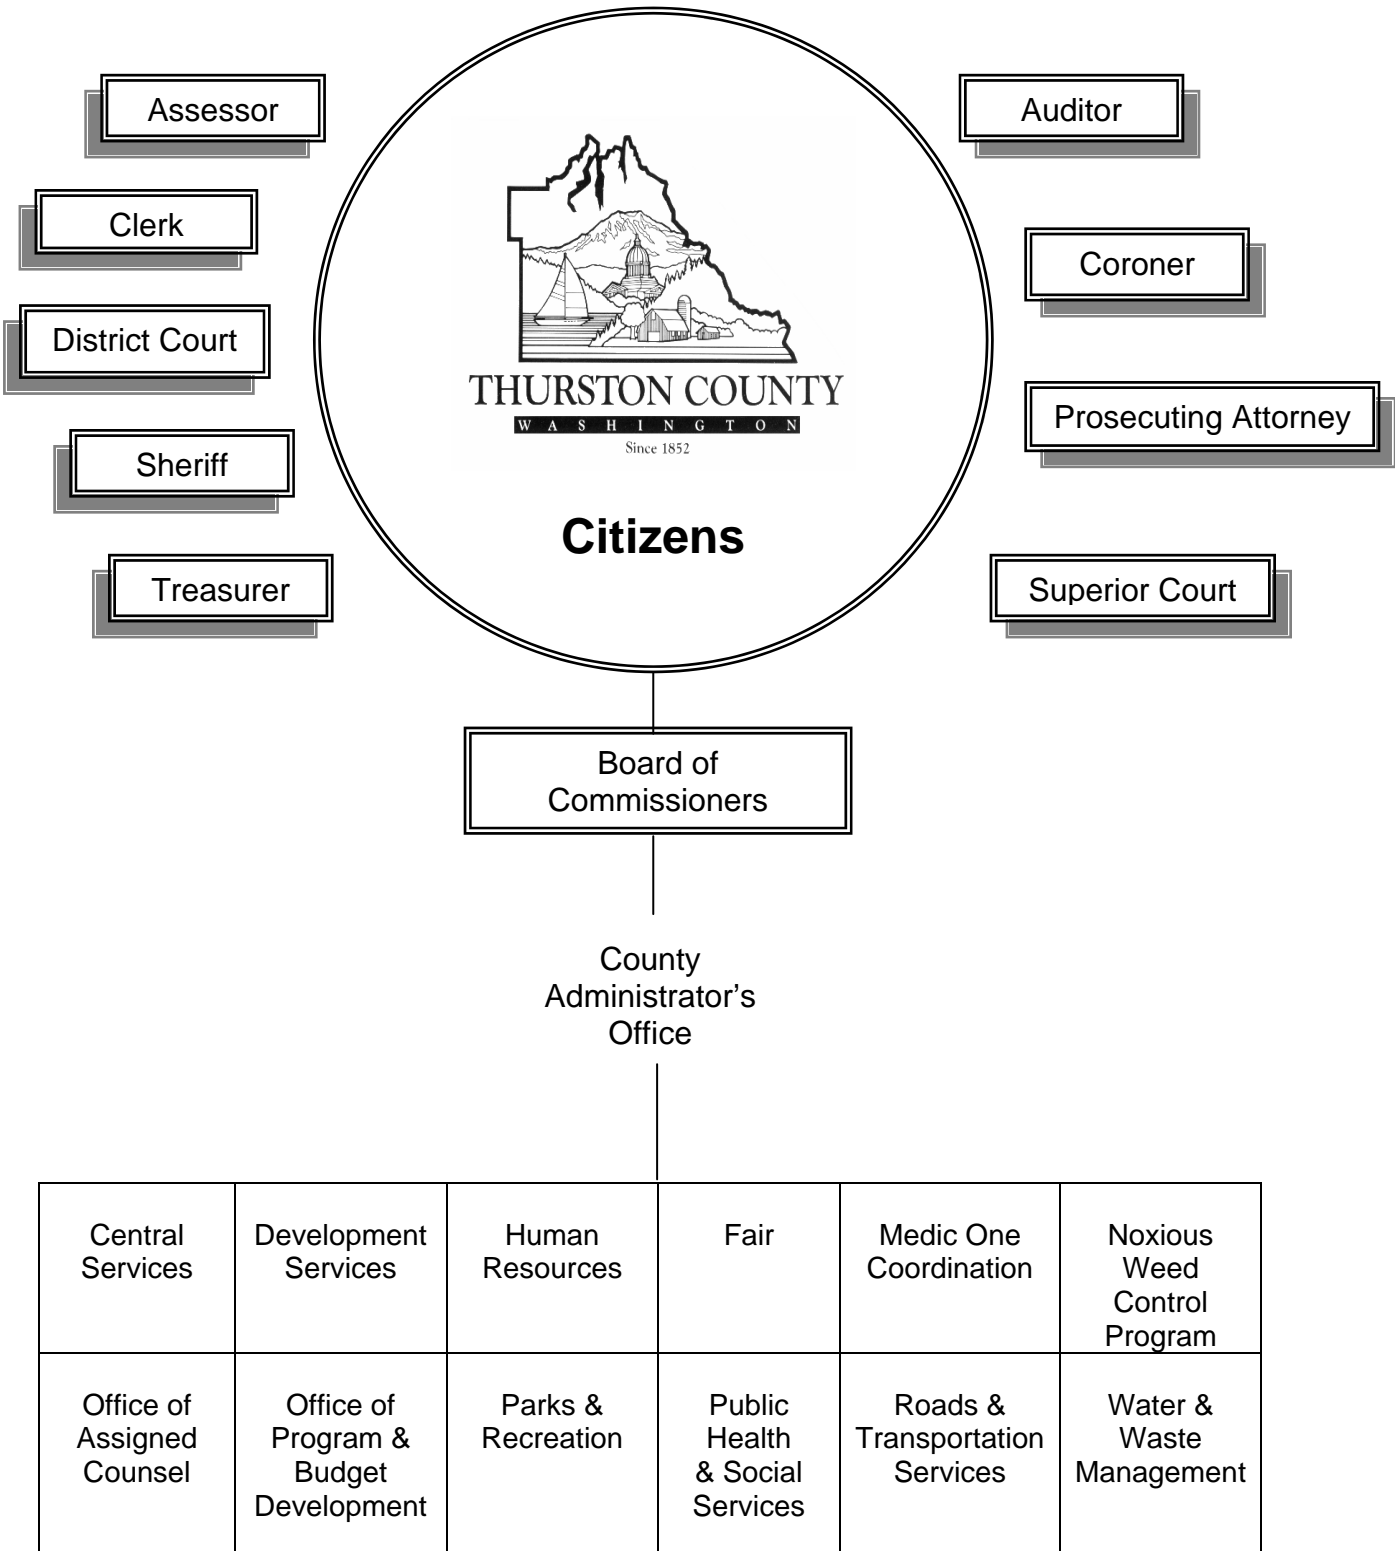 Assessor
Auditor
Clerk
Coroner
District Court
Prosecuting Attorney
Sheriff
Treasurer
Superior Court
THURSTON COUNTY
WASHINGTON
Since 1852
Citizens
Board of
Commissioners
County
Administrator’s
Office
Central
Services
Development
Services
Human
Resources
Fair
Medic One
Coordination
Noxious
Weed
Control
Program
Office of
Assigned
Counsel
Office of
Program &
Budget
Development
Parks &
Recreation
Public
Health
& Social
Services
Roads &
Transportation
Services
Water &
Waste
Management